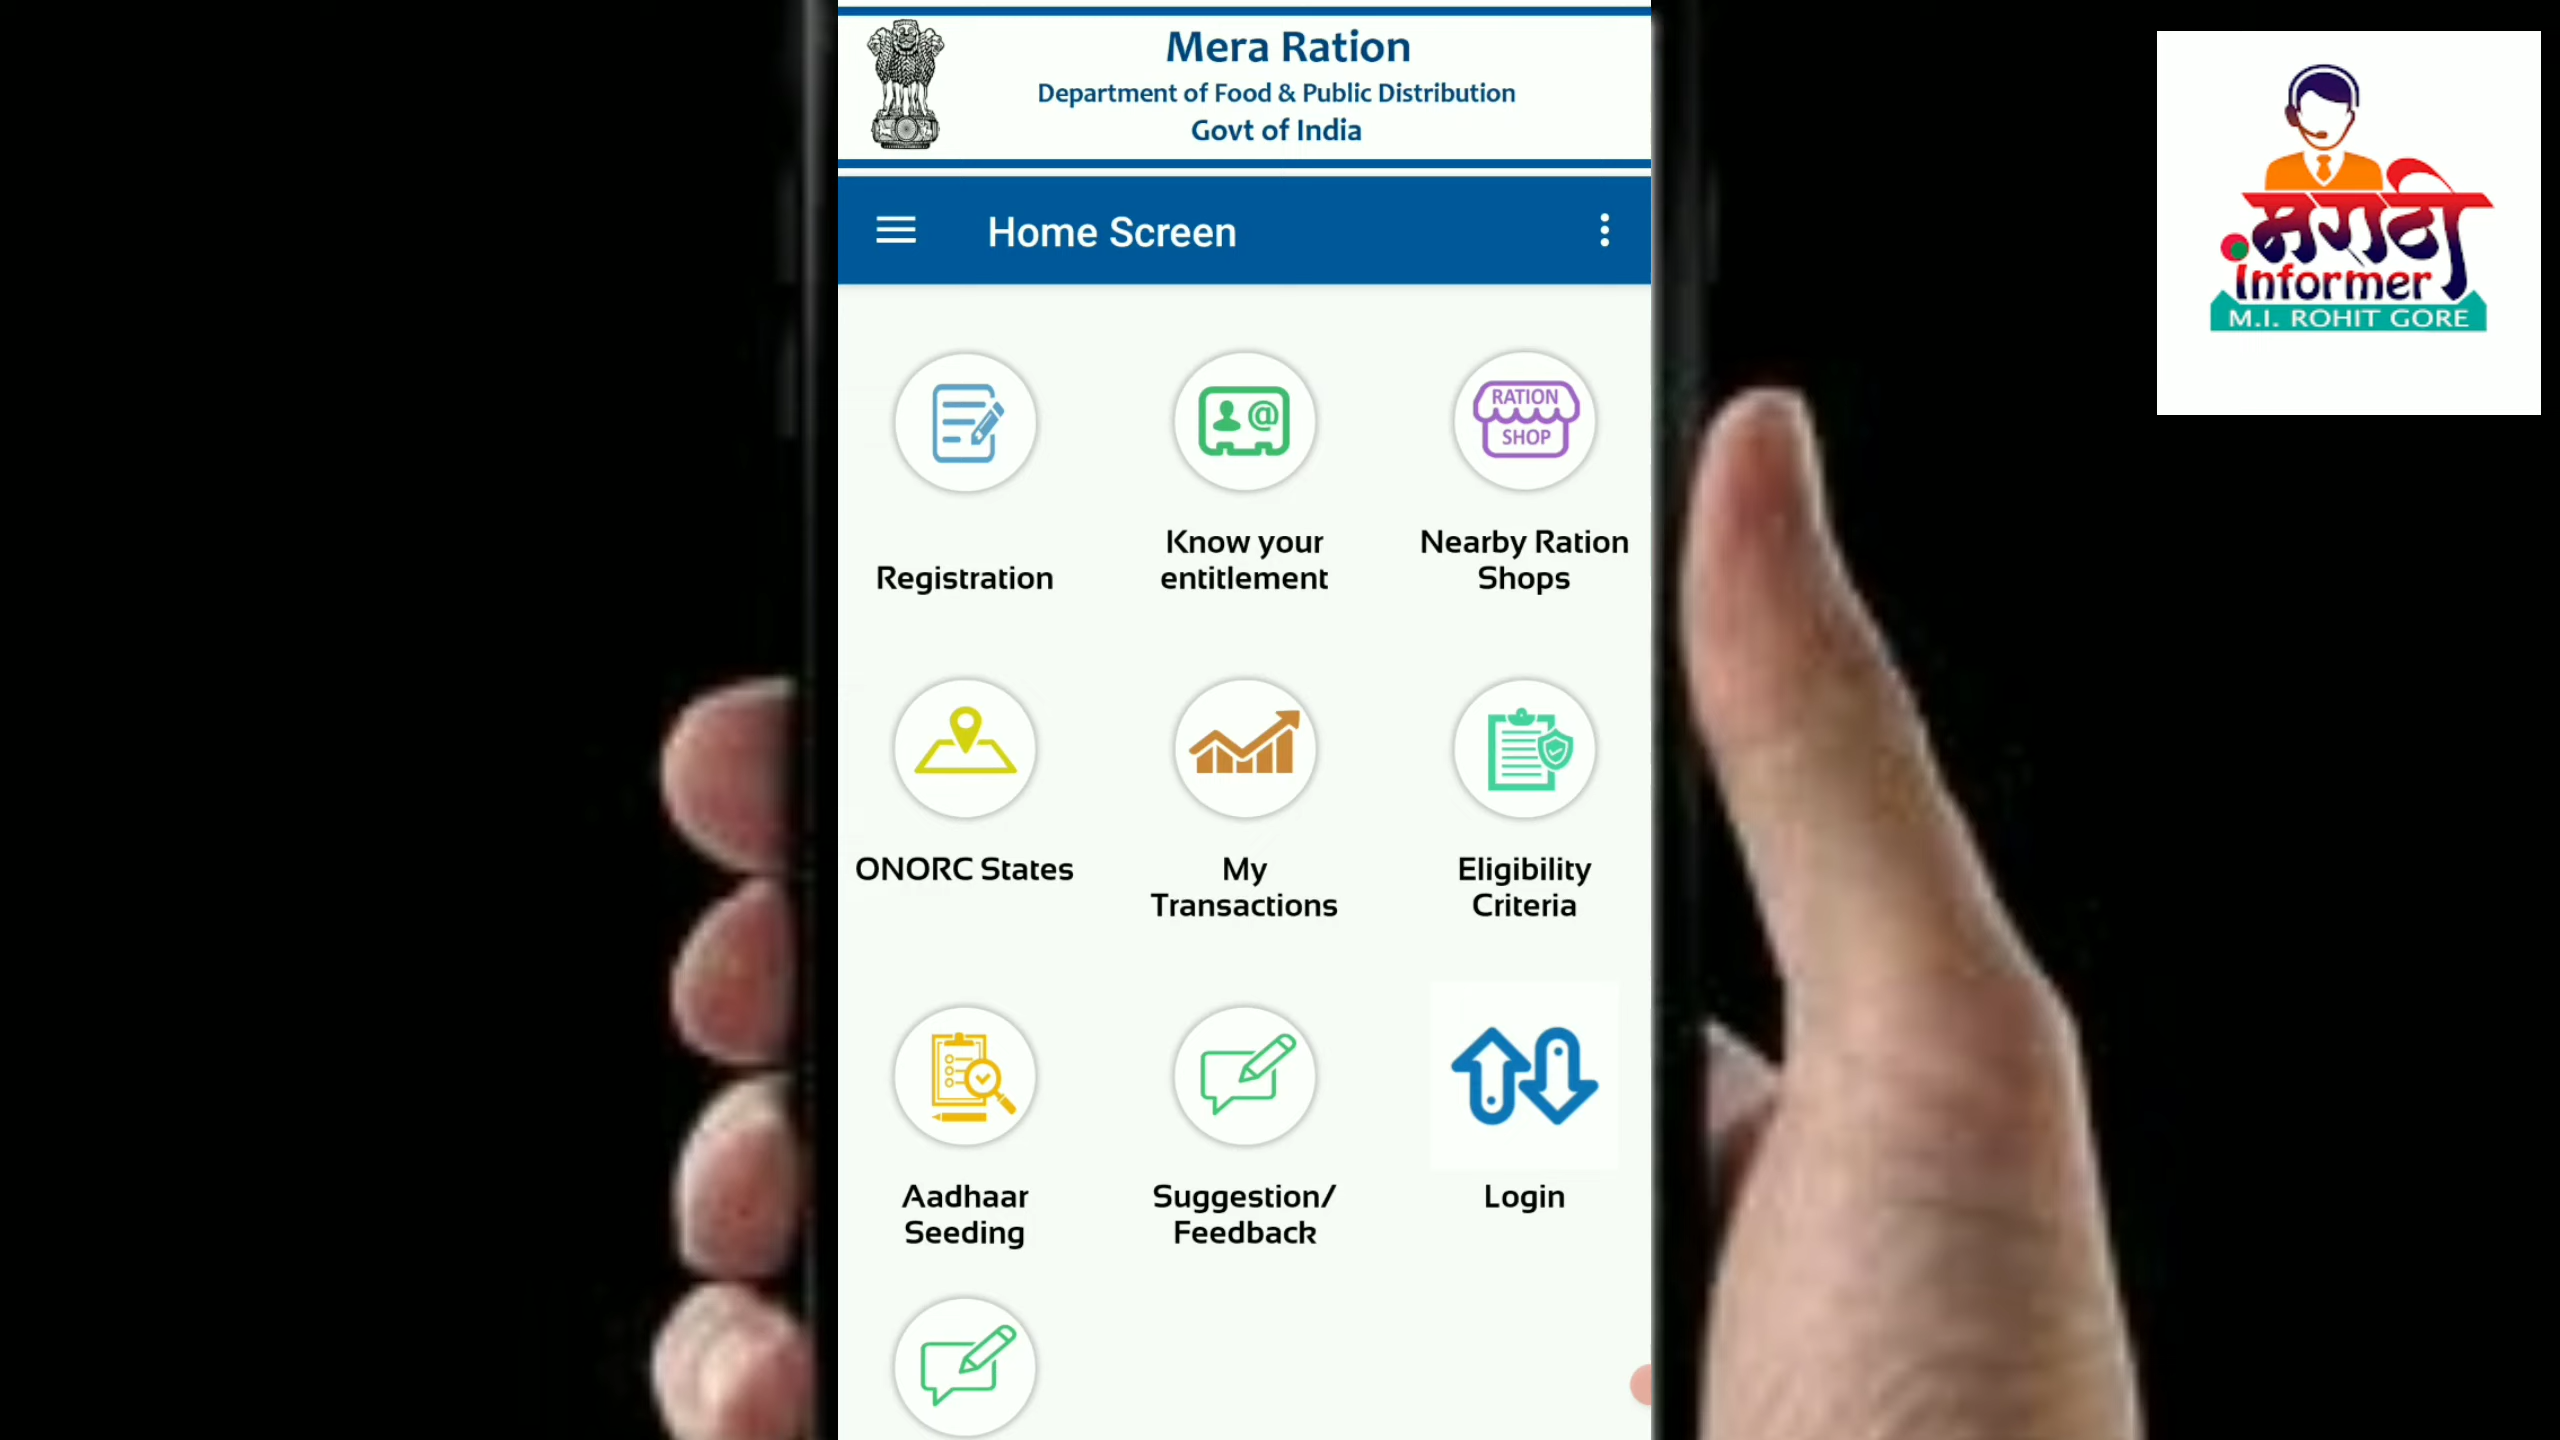 Mera Ration
Department of Food & Public Distribution
Govt of India
Home Screen
RATION
SHOP
Registration
Know your
entitlement
Nearby Ration
Shops
ONORC States
My
Transactions
Eligibility
Criteria
Aadhaar
Seeding
Suggestion/
Feedback
Login
मराठी
Informer
M.I. ROHIT GORE